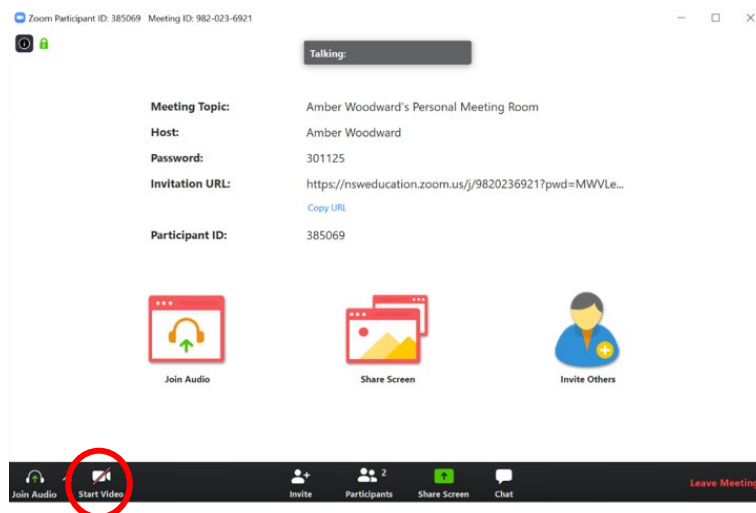 Zoom Participant ID: 385069 Meeting ID: 982-023-6921
Talking:
Meeting Topic: Amber Woodward's Personal Meeting Room
Host: Amber Woodward
Password: 301125
Invitation URL: https://nsweducation.zoom.us/j/9820236921?pwd=MWVLe...
Copy URL
Participant ID: 385069
Join Audio Share Screen Invite Others
2
Join Audio Start Video Invite Participants Share Screen Chat Leave Meeting